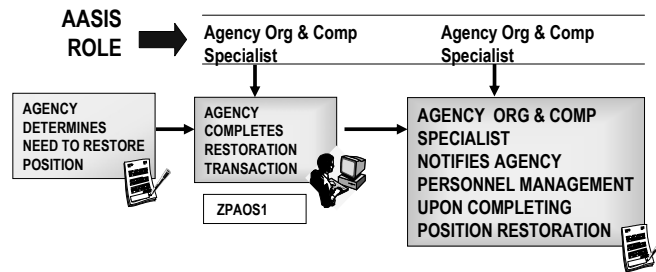 AASIS
ROLE
Agency Org & Comp
Specialist
Agency Org & Comp
Specialist
AGENCY
DETERMINES
NEED TO RESTORE
POSITION
AGENCY
COMPLETES
RESTORATION
TRANSACTION
ZPAOS1
AGENCY ORG & COMP
SPECIALIST
NOTIFIES AGENCY
PERSONNEL MANAGEMENT
UPON COMPLETING
POSITION RESTORATION